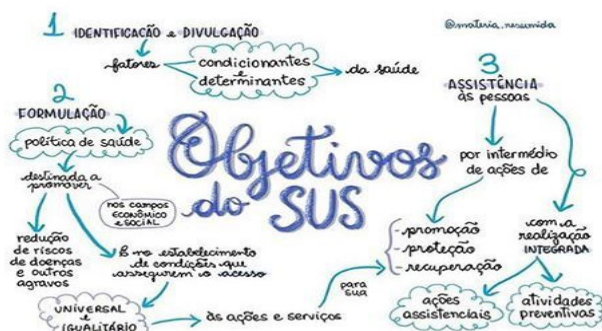 @materia.resumida
1 IDENTIFICAÇÃO e DIVULGAÇÃO
fatores
condicionantes
e
determinantes
da saúde
2
FORMULAÇÃO
política de saúde
destinada a
promover
nos campos
ECONÔMICO
e SOCIAL
redução
de riscos
de doenças
e outros
agravos
E no estabelecimento
de condições que
assegurem o acesso
UNIVERSAL
e
IGUALITÁRIO
às ações e serviços
para
sua
Objetivos
do SUS
3
ASSISTÊNCIA
às pessoas
por intermédio
de ações de
- promoção
- proteção
- recuperação
com a
realização
INTEGRADA
ações
assistenciais
atividades
preventivas